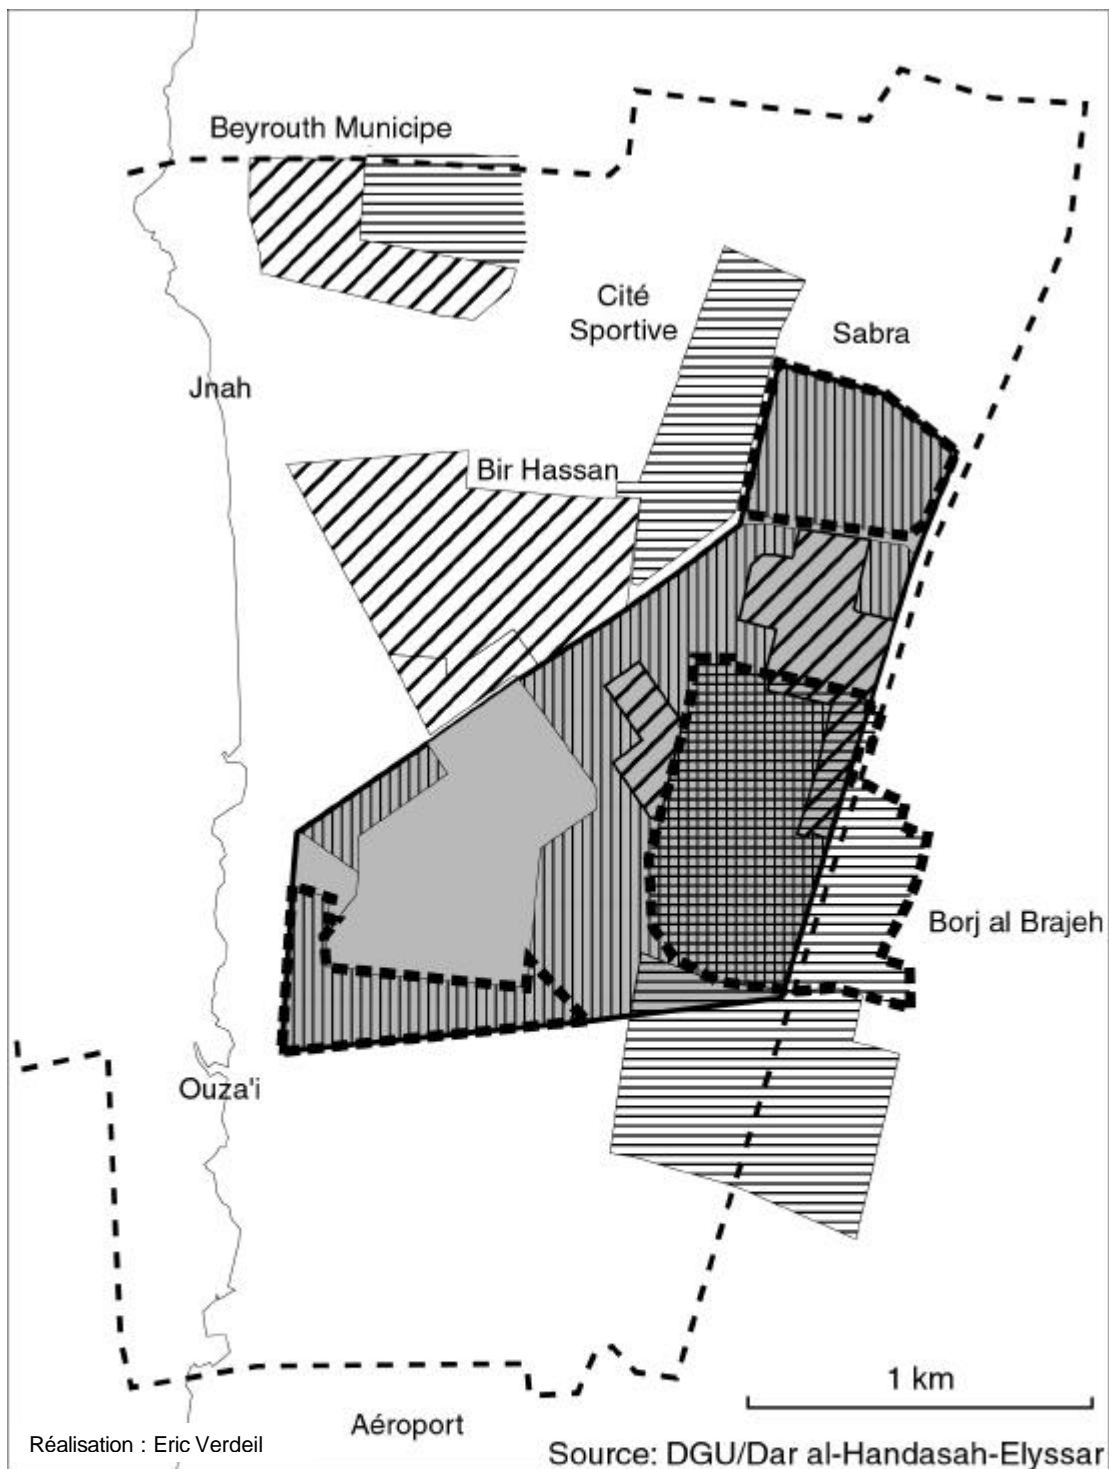 Beyrouth Municipe
Cité
Sportive
Sabra
Jnah
Bir Hassan
Borj al Brajeh
Ouza'i
1 km
Aéroport
Réalisation : Eric Verdeil
Source: DGU/Dar al-Handasah-Elyssar